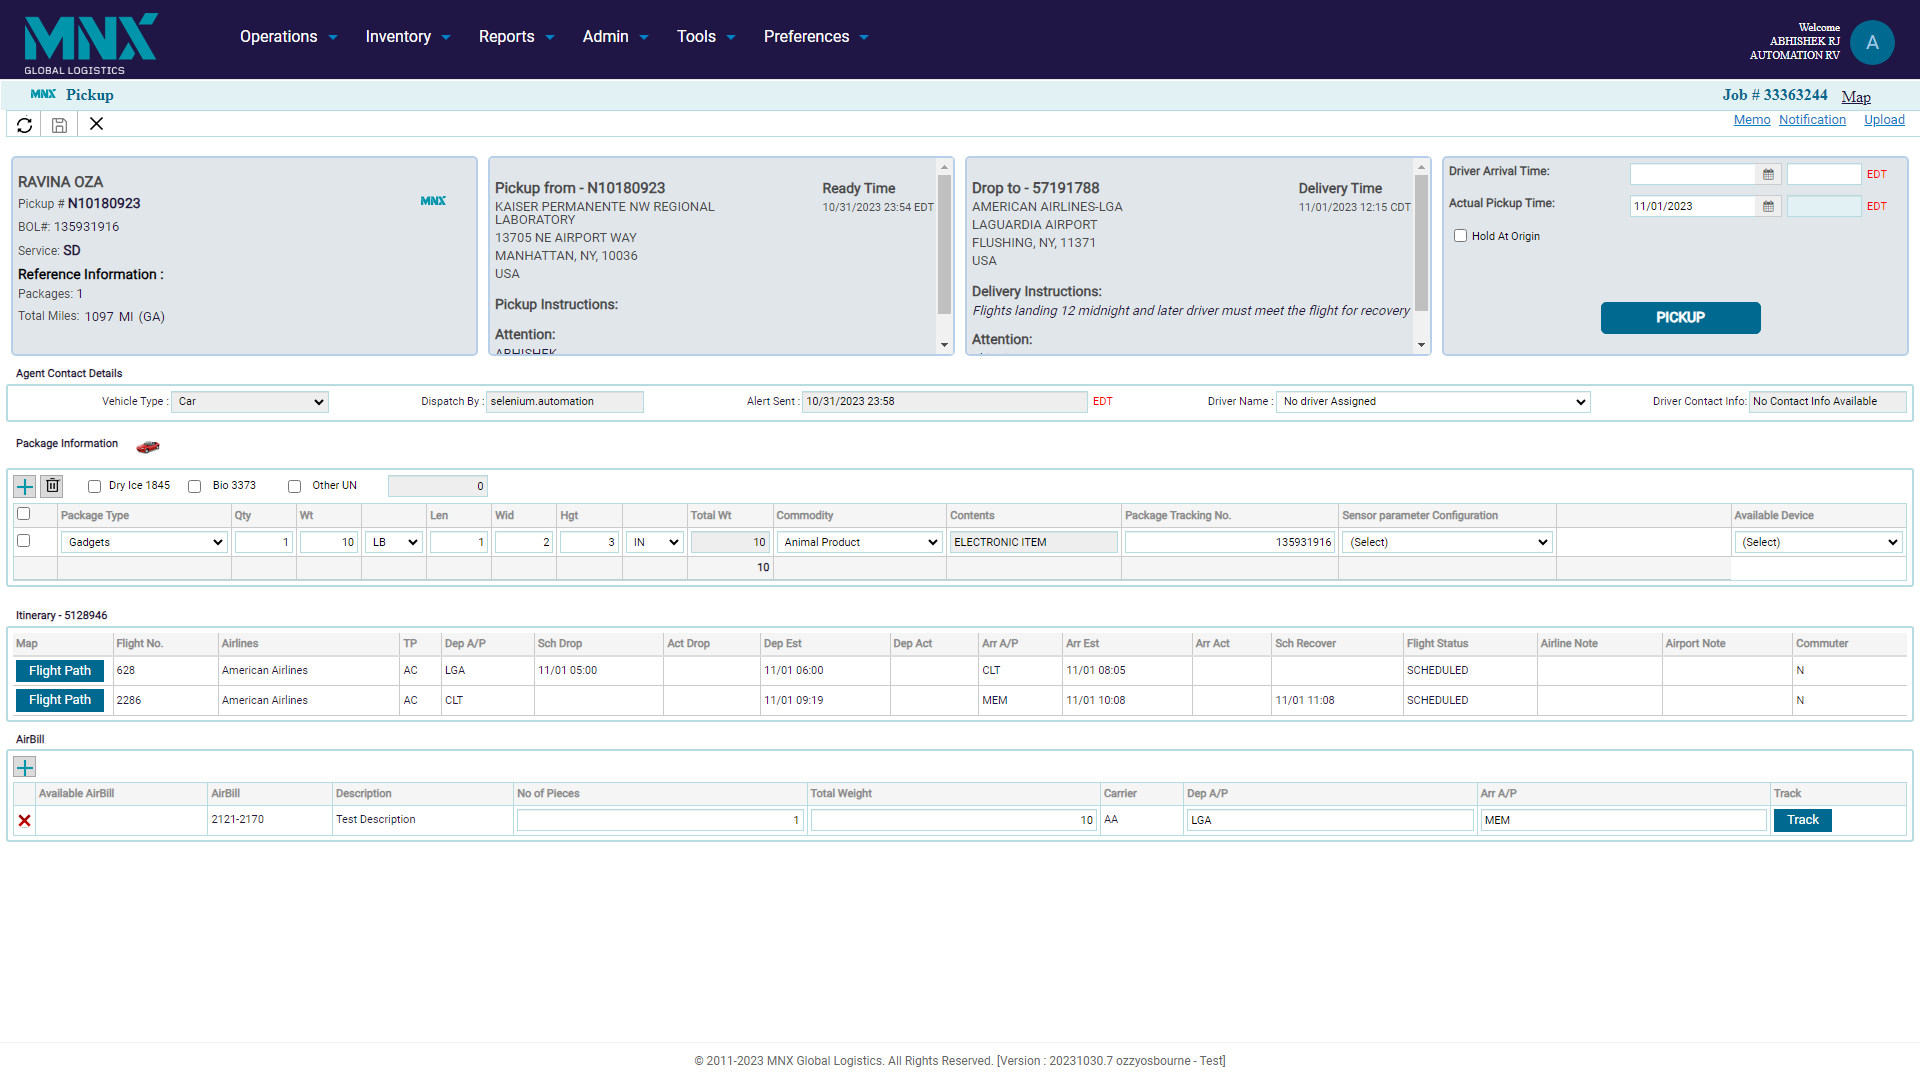 MNX
GLOBAL LOGISTICS
Operations Inventory Reports Admin Tools Preferences
Welcome
ABHISHEK RJ
AUTOMATION RV
A
MNX Pickup
Job # 33363244 Map
Memo Notification Upload
RAVINA OZA
Pickup # N10180923
MNX
BOL#: 135931916
Service: SD
Reference Information :
Packages: 1
Total Miles: 1097 MI (GA)
Pickup from - N10180923 Ready Time
KAISER PERMANENTE NW REGIONAL 10/31/2023 23:54 EDT
LABORATORY
13705 NE AIRPORT WAY
MANHATTAN, NY, 10036
USA
Pickup Instructions:
Attention:
ABHISHEK
Drop to - 57191788 Delivery Time
AMERICAN AIRLINES-LGA 11/01/2023 12:15 CDT
LAGUARDIA AIRPORT
FLUSHING, NY, 11371
USA
Delivery Instructions:
Flights landing 12 midnight and later driver must meet the flight for recovery
Attention:
Driver Arrival Time: EDT
Actual Pickup Time: 11/01/2023 EDT
Hold At Origin
PICKUP
Agent Contact Details
Vehicle Type : Car Dispatch By : selenium.automation Alert Sent : 10/31/2023 23:58 EDT Driver Name : No driver Assigned Driver Contact Info: No Contact Info Available
Package Information
Dry Ice 1845 Bio 3373 Other UN 0
Package Type Qty Wt Len Wid Hgt Total Wt Commodity Contents Package Tracking No. Sensor parameter Configuration Available Device
Gadgets 1 10 LB 1 2 3 IN 10 Animal Product ELECTRONIC ITEM 135931916 (Select) (Select)
10
Itinerary - 5128946
Map Flight No. Airlines TP Dep A/P Sch Drop Act Drop Dep Est Dep Act Arr A/P Arr Est Arr Act Sch Recover Flight Status Airline Note Airport Note Commuter
Flight Path 628 American Airlines AC LGA 11/01 05:00 11/01 06:00 CLT 11/01 08:05 SCHEDULED N
Flight Path 2286 American Airlines AC CLT 11/01 09:19 MEM 11/01 10:08 11/01 11:08 SCHEDULED N
AirBill
Available AirBill AirBill Description No of Pieces Total Weight Carrier Dep A/P Arr A/P Track
2121-2170 Test Description 1 10 AA LGA MEM Track
© 2011-2023 MNX Global Logistics. All Rights Reserved. [Version : 20231030.7 ozzyosbourne - Test]